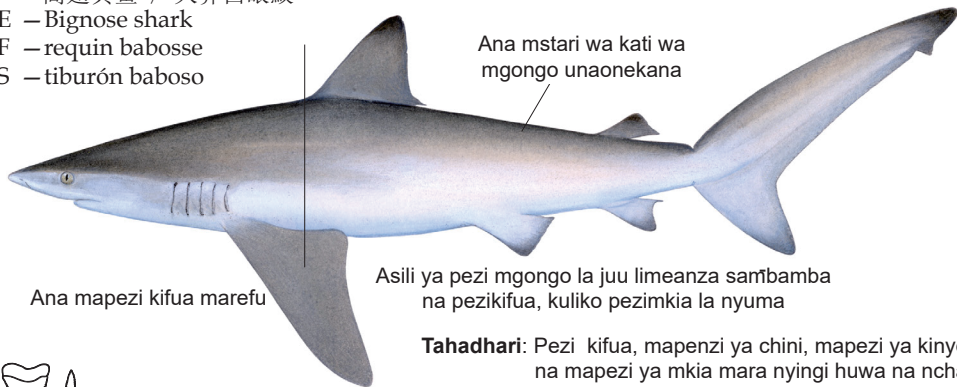 E – Bignose shark
F – requin babosse
S – tiburón baboso
Ana mstari wa kati wa
mgongo unaonekana
Ana mapezi kifua marefu
Asili ya pezi mgongo la juu limeanza sambamba
na pezikifua, kuliko pezimkia la nyuma
Tahadhari: Pezi kifua, mapenzi ya chini, mapezi ya
na mapezi ya mkia mara nyingi huwa na